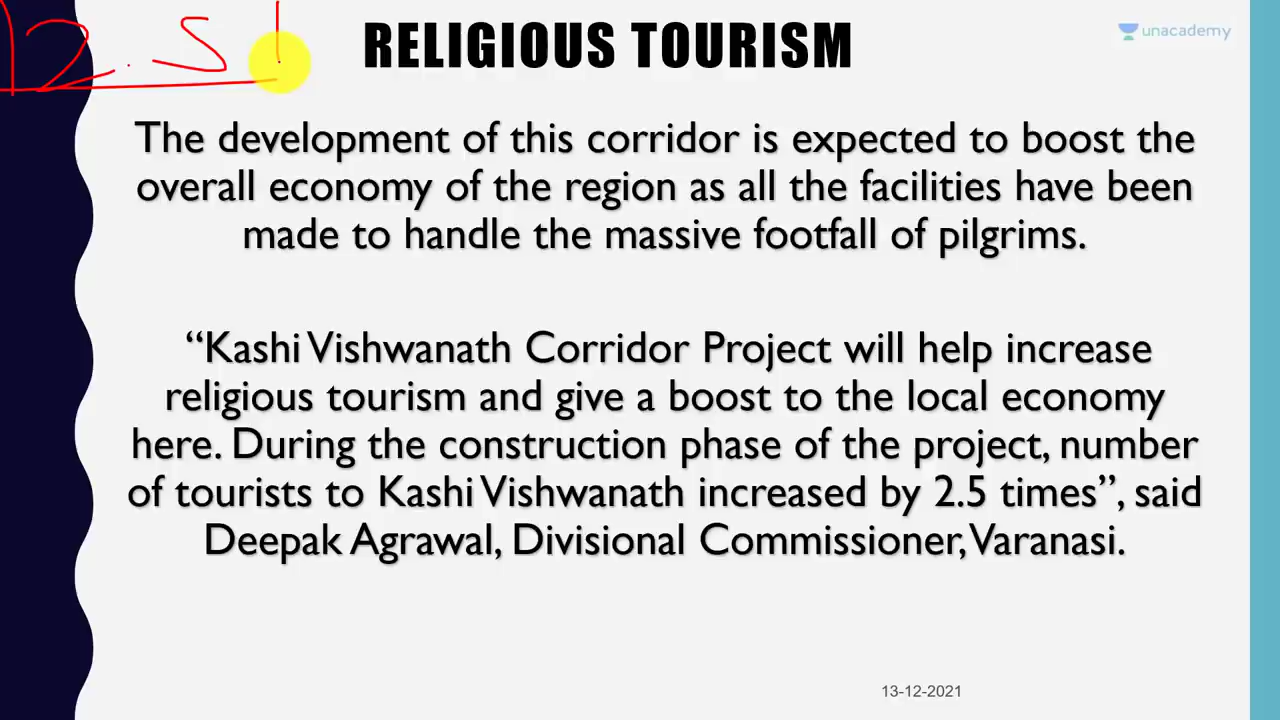 2.5
RELIGIOUS TOURISM
unacademy
The development of this corridor is expected to boost the
overall economy of the region as all the facilities have been
made to handle the massive footfall of pilgrims.
“Kashi Vishwanath Corridor Project will help increase
religious tourism and give a boost to the local economy
here. During the construction phase of the project, number
of tourists to Kashi Vishwanath increased by 2.5 times”, said
Deepak Agrawal, Divisional Commissioner, Varanasi.
13-12-2021